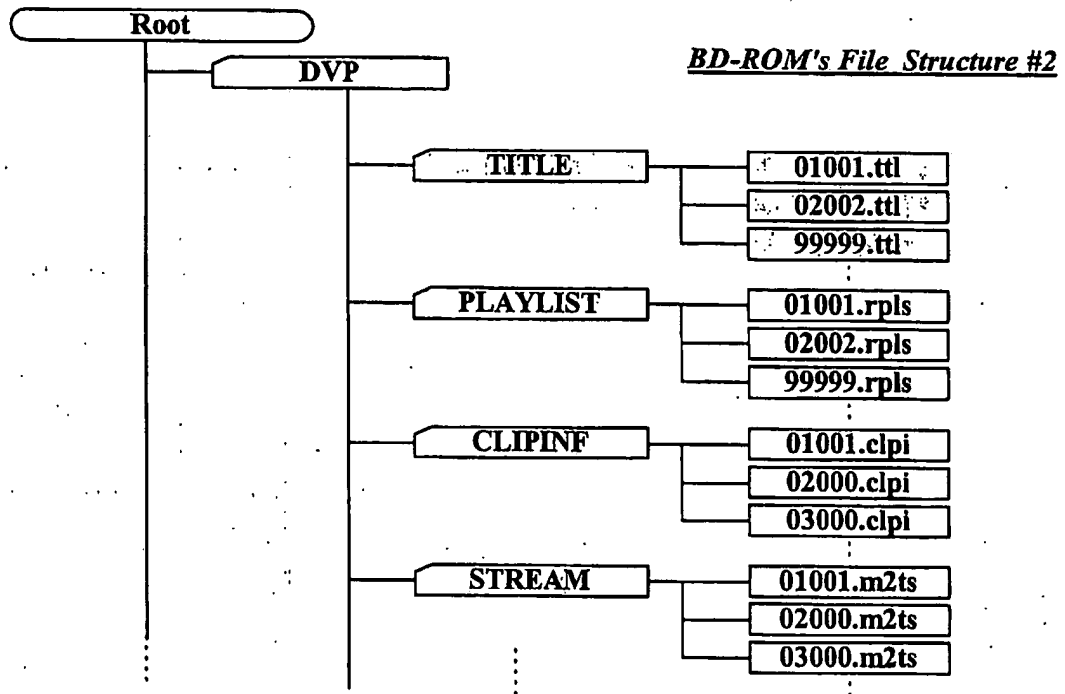 Root
BD-ROM's File Structure #2
DVP
TITLE
01001.ttl
02002.ttl
99999.ttl
PLAYLIST
01001.rpls
02002.rpls
99999.rpls
CLIPINF
01001.clpi
02000.clpi
03000.clpi
STREAM
01001.m2ts
02000.m2ts
03000.m2ts